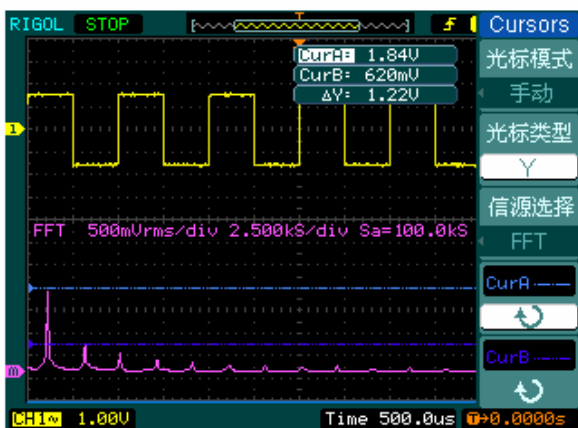 RIGOL STOP T f Cursors
CurA= 1.84V
CurB= 620mV
ΔY= 1.22V
光标模式
手动
1
光标类型
Y
信源选择
FFT
FFT 500mVrms/div 2.500kS/div Sa=100.0kS
CurA
CurB
M
CH1~ 1.00V Time 500.0us T→0.0000s